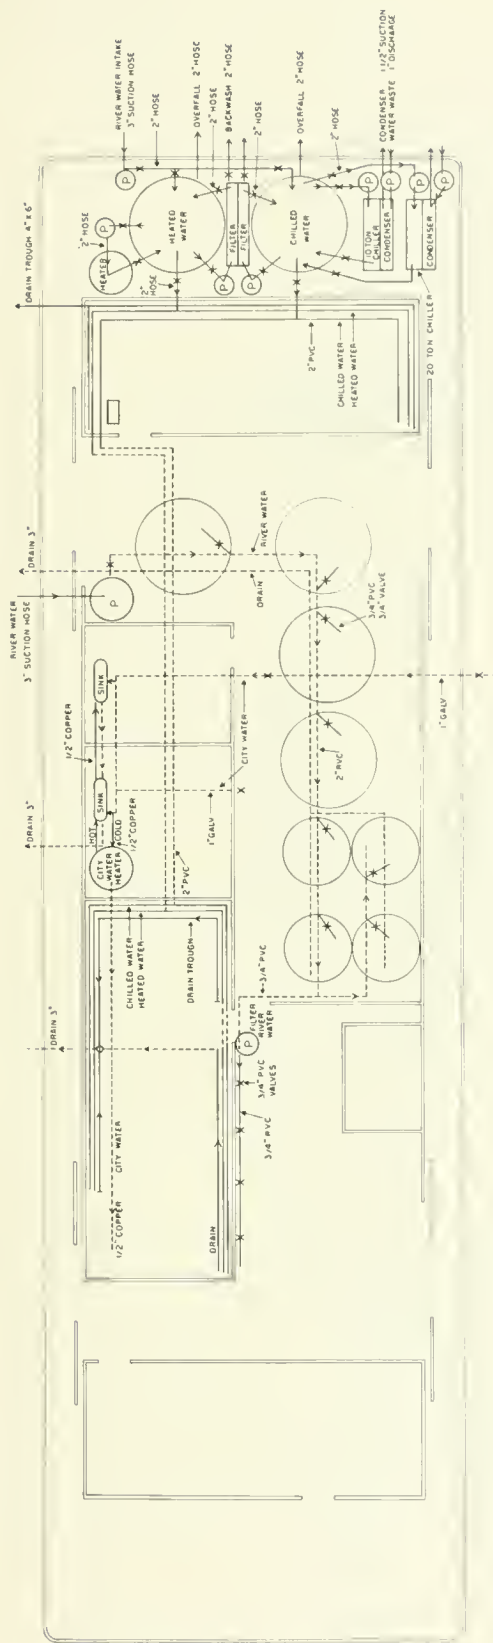 RIVER WATER INTAKE
3" SUCTION HOSE
2" HOSE
OVERFALL 2" HOSE
2" HOSE
BACKWASH 2" HOSE
2" HOSE
OVERFALL 2" HOSE
2" HOSE
CONDENSER 1 1/2" SUCTION
WATER WASTE 1" DISCHARGE
DRAIN TROUGH 4" X 6"
2" HOSE
P
P
HEATER
HEATED
WATER
2"
HOSE
FILTER
FILTER
P
P
CHILLED
WATER
P
P
P
P
10 TON
CHILLER
CONDENSER
CONDENSER
20 TON CHILLER
2" PVC
CHILLED WATER
HEATED WATER
RIVER WATER
3" SUCTION HOSE
DRAIN 3"
P
RIVER WATER
DRAIN
3/4" PVC
3/4" VALVE
1/2" COPPER
SINK
SINK
HOT
COLD
1/2" COPPER
DRAIN 3"
CITY
WATER
HEATER
CITY WATER
1" GALV
1" GALV
2" PVC
2" PVC
CHILLED WATER
HEATED WATER
DRAIN TROUGH
3/4" PVC
DRAIN 3"
P
FILTER
RIVER
WATER
3/4" PVC
VALVES
3/4" PVC
CITY WATER
1/2" COPPER
DRAIN